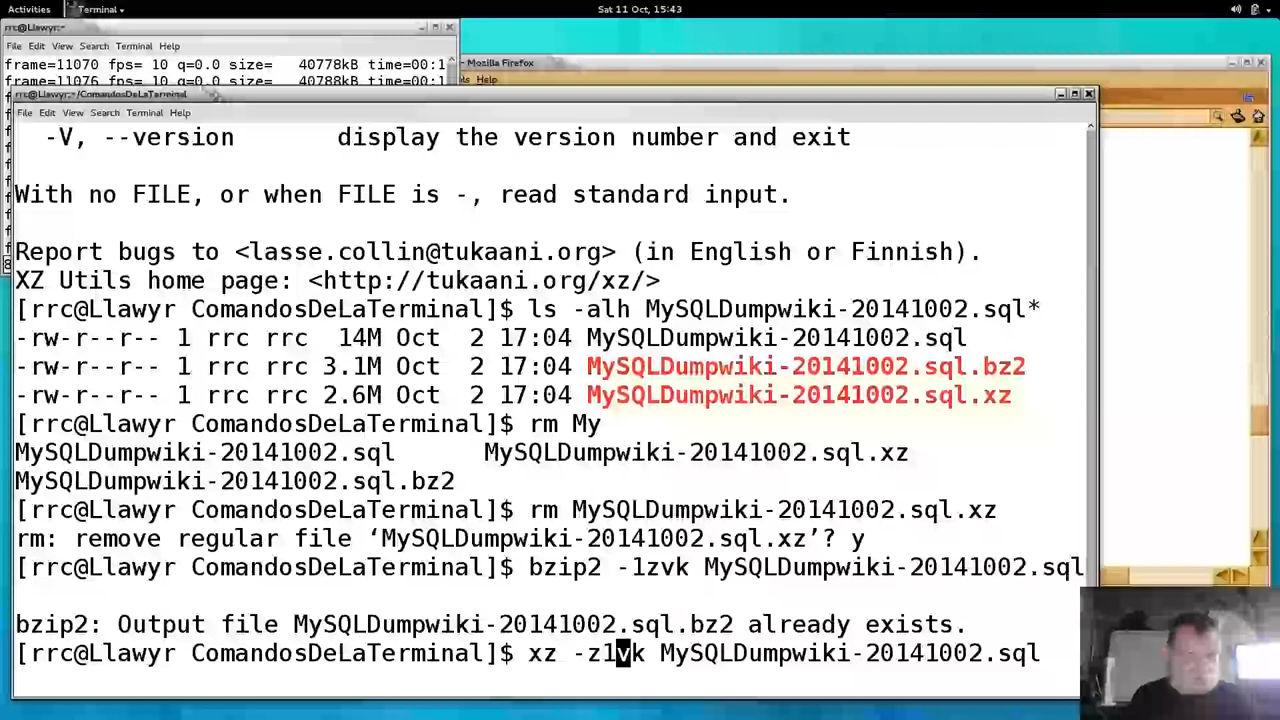 Activities
Terminal
Sat 11 Oct, 15:43
rrc@Llawyr:~
File Edit View Search Terminal Help
frame=11070 fps= 10 q=0.0 size=   40778kB time=00:1
frame=11076 fps= 10 q=0.0 size=   40788kB time=00:1
Mozilla Firefox
Help
rrc@Llawyr:~/ComandosDeLaTerminal
File Edit View Search Terminal Help
-V, --version       display the version number and exit
With no FILE, or when FILE is -, read standard input.
Report bugs to <lasse.collin@tukaani.org> (in English or Finnish).
XZ Utils home page: <http://tukaani.org/xz/>
[rrc@Llawyr ComandosDeLaTerminal]$ ls -alh MySQLDumpwiki-20141002.sql*
-rw-r--r-- 1 rrc rrc  14M Oct  2 17:04 MySQLDumpwiki-20141002.sql
-rw-r--r-- 1 rrc rrc 3.1M Oct  2 17:04 MySQLDumpwiki-20141002.sql.bz2
-rw-r--r-- 1 rrc rrc 2.6M Oct  2 17:04 MySQLDumpwiki-20141002.sql.xz
[rrc@Llawyr ComandosDeLaTerminal]$ rm My
MySQLDumpwiki-20141002.sql      MySQLDumpwiki-20141002.sql.xz
MySQLDumpwiki-20141002.sql.bz2
[rrc@Llawyr ComandosDeLaTerminal]$ rm MySQLDumpwiki-20141002.sql.xz
rm: remove regular file ‘MySQLDumpwiki-20141002.sql.xz’? y
[rrc@Llawyr ComandosDeLaTerminal]$ bzip2 -1zvk MySQLDumpwiki-20141002.sql
bzip2: Output file MySQLDumpwiki-20141002.sql.bz2 already exists.
[rrc@Llawyr ComandosDeLaTerminal]$ xz -z1vk MySQLDumpwiki-20141002.sql